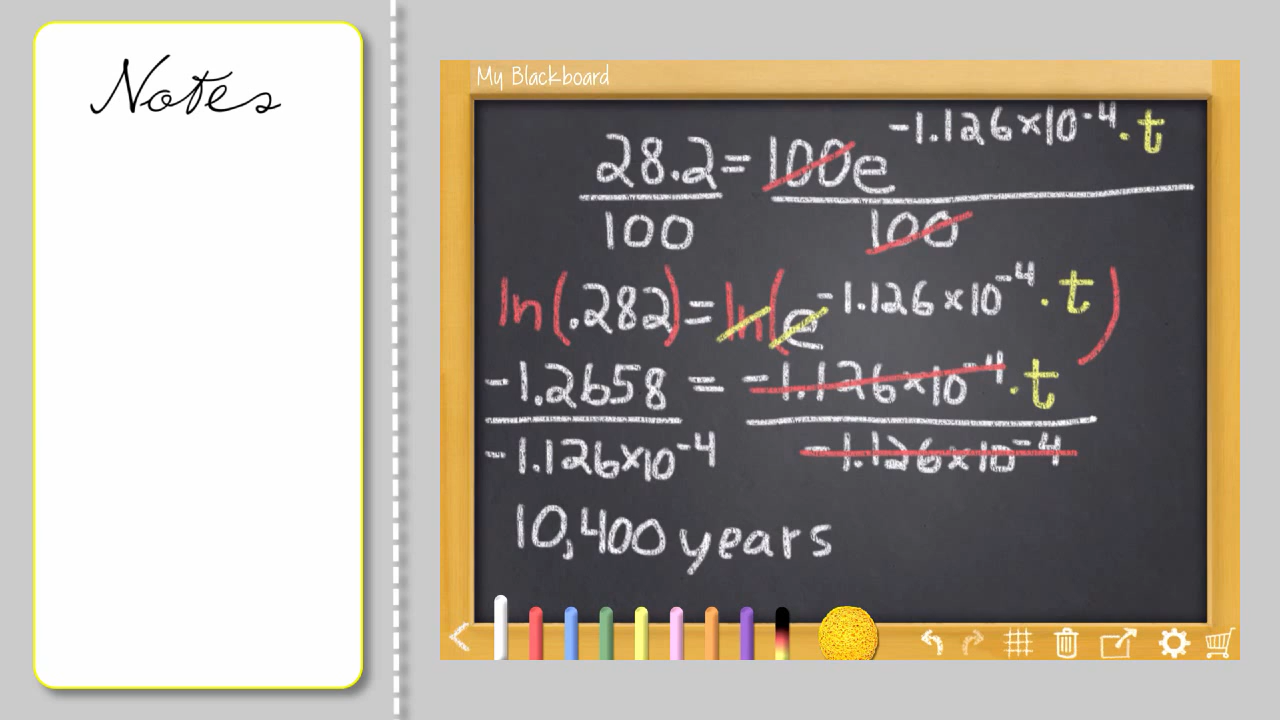 Notes
My Blackboard
28.2 = 100e^-1.126×10^-4 · t
100 100
ln(.282) = ln(e^-1.126×10^-4 · t)
-1.2658 = -1.126×10^-4 · t
-1.126×10^-4 -1.126×10^-4
10,400 years